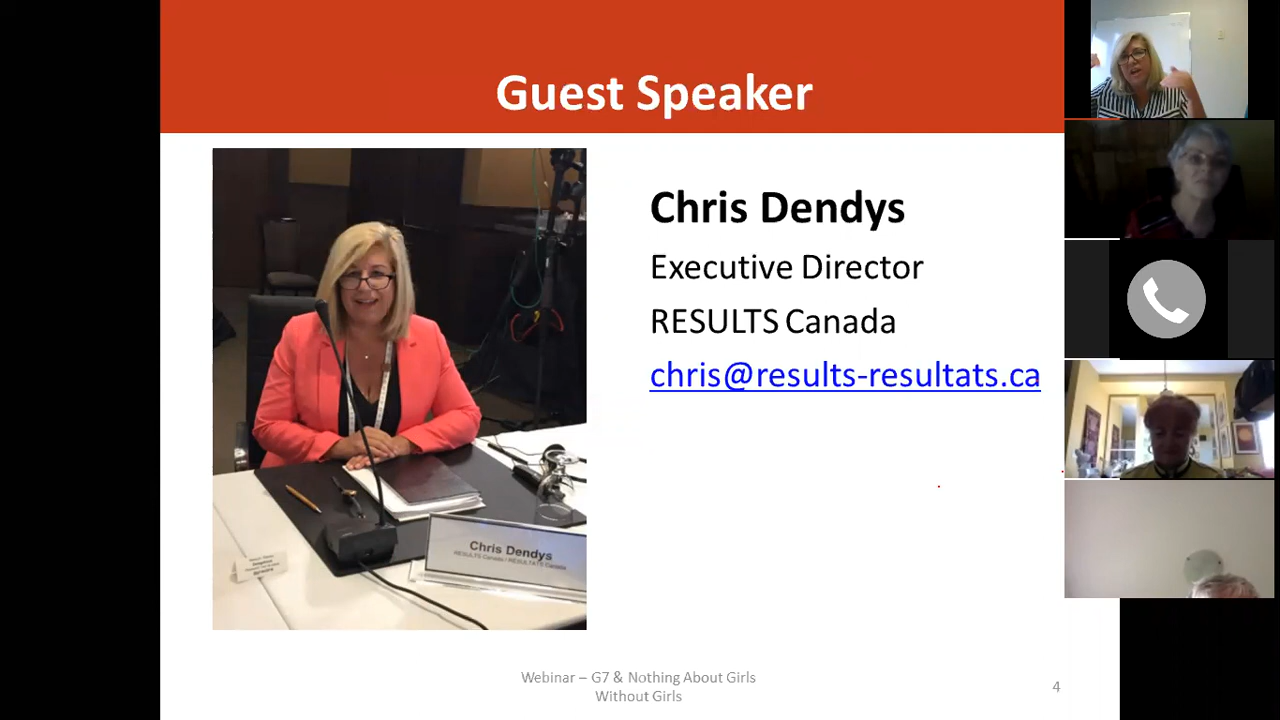 Guest Speaker
Chris Dendys
Executive Director
RESULTS Canada
chris@results-resultats.ca
Chris Dendys
RESULTS Canada / RESULTATS Canada
Webinar – G7 & Nothing About Girls
Without Girls
4